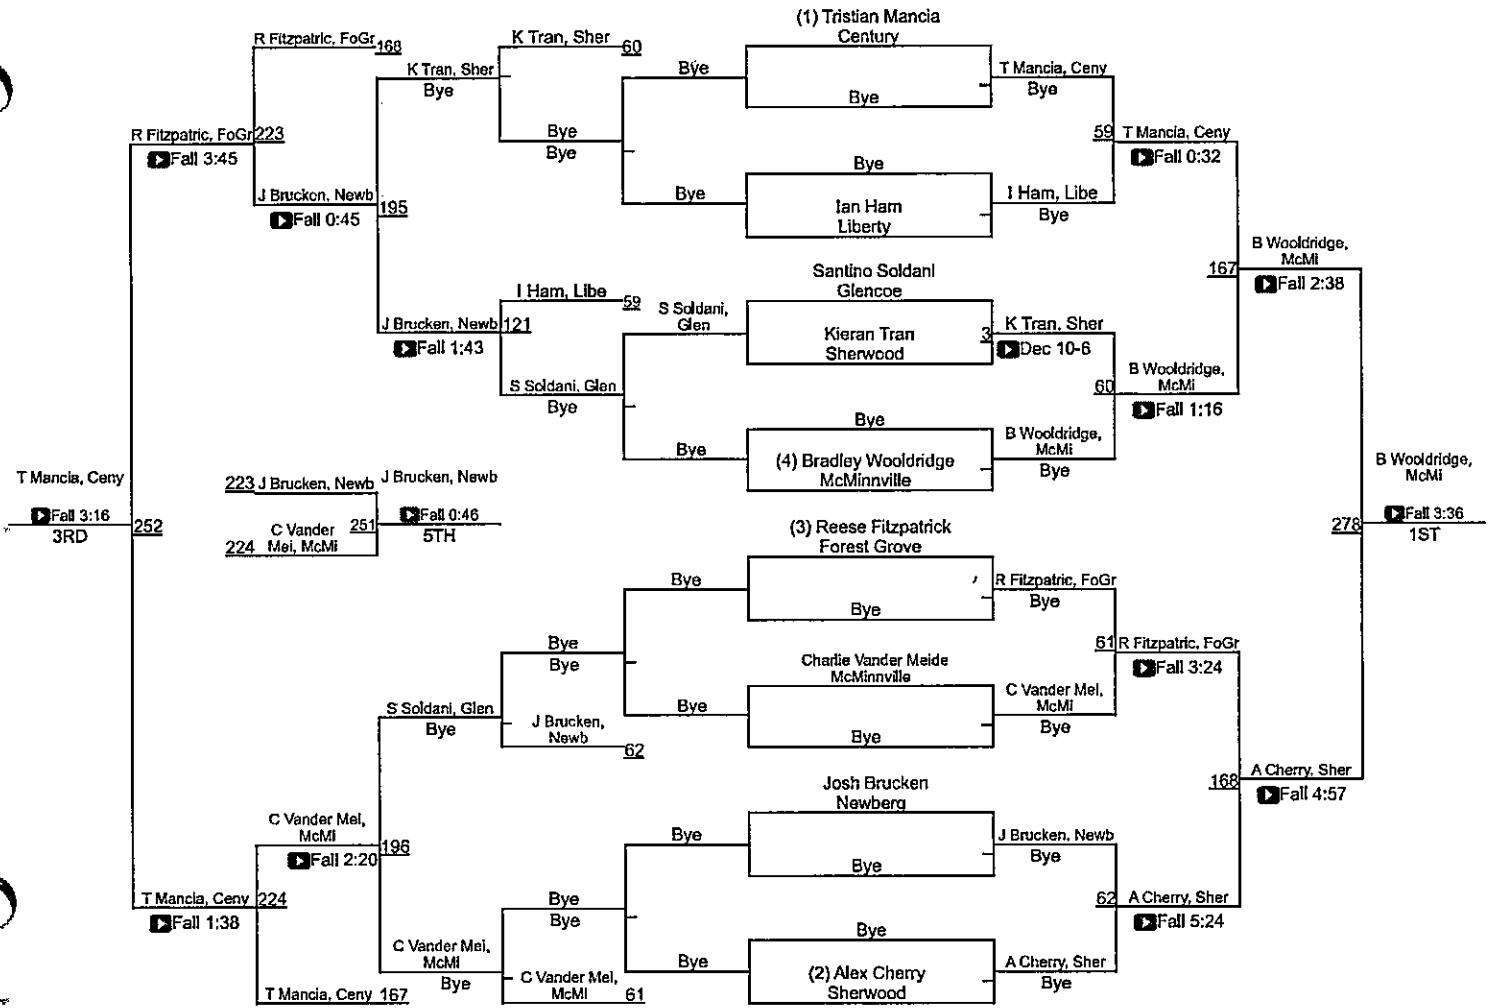 (1) Tristian Mancia
Century
R Fitzpatric, FoGr 168
K Tran, Sher 60
K Tran, Sher
Bye
Bye
Bye
T Mancia, Ceny
Bye
R Fitzpatric, FoGr 223
Fall 3:45
Bye
Bye
59 T Mancia, Ceny
Fall 0:32
J Brucken, Newb
Fall 0:45
195
Bye
Bye
Ian Ham
Liberty
I Ham, Libe
Bye
B Wooldridge,
McMi
167
Fall 2:38
Santino Soldani
Glencoe
I Ham, Libe
59
S Soldani,
Glen
J Brucken, Newb 121
Fall 1:43
Kieran Tran
Sherwood
3
K Tran, Sher
Dec 10-6
S Soldani, Glen
Bye
60
B Wooldridge,
McMi
Fall 1:16
Bye
Bye
(4) Bradley Wooldridge
McMinnville
B Wooldridge,
McMi
Bye
T Mancia, Ceny
Fall 3:16
3RD
252
223 J Brucken, Newb
J Brucken, Newb
251
Fall 0:46
5TH
224
C Vander
Mei, McMi
B Wooldridge,
McMi
278
Fall 3:36
1ST
(3) Reese Fitzpatrick
Forest Grove
Bye
Bye
R Fitzpatric, FoGr
Bye
Bye
Bye
61 R Fitzpatric, FoGr
Fall 3:24
Charlie Vander Meide
McMinnville
Bye
Bye
C Vander Mei,
McMi
Bye
S Soldani, Glen
Bye
J Brucken,
Newb
62
A Cherry, Sher
168
Fall 4:57
Josh Brucken
Newberg
C Vander Mei,
McMi
196
Fall 2:20
Bye
Bye
J Brucken, Newb
Bye
T Mancia, Ceny 224
Fall 1:38
Bye
Bye
62 A Cherry, Sher
Fall 5:24
C Vander Mei,
McMi
Bye
Bye
Bye
(2) Alex Cherry
Sherwood
A Cherry, Sher
Bye
C Vander Mei,
McMi
61
T Mancia, Ceny 167